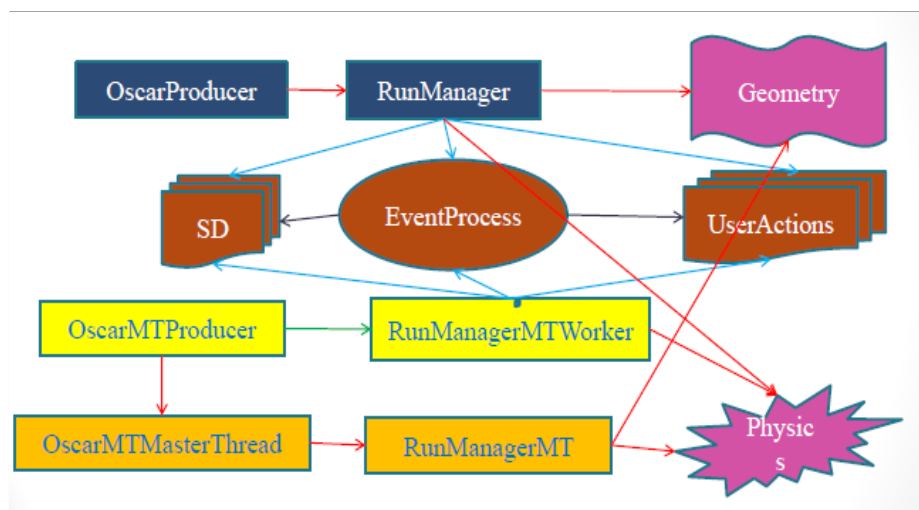 OscarProducer
RunManager
Geometry
SD
EventProcess
UserActions
OscarMTProducer
RunManagerMTWorker
OscarMTMasterThread
RunManagerMT
Physic
s